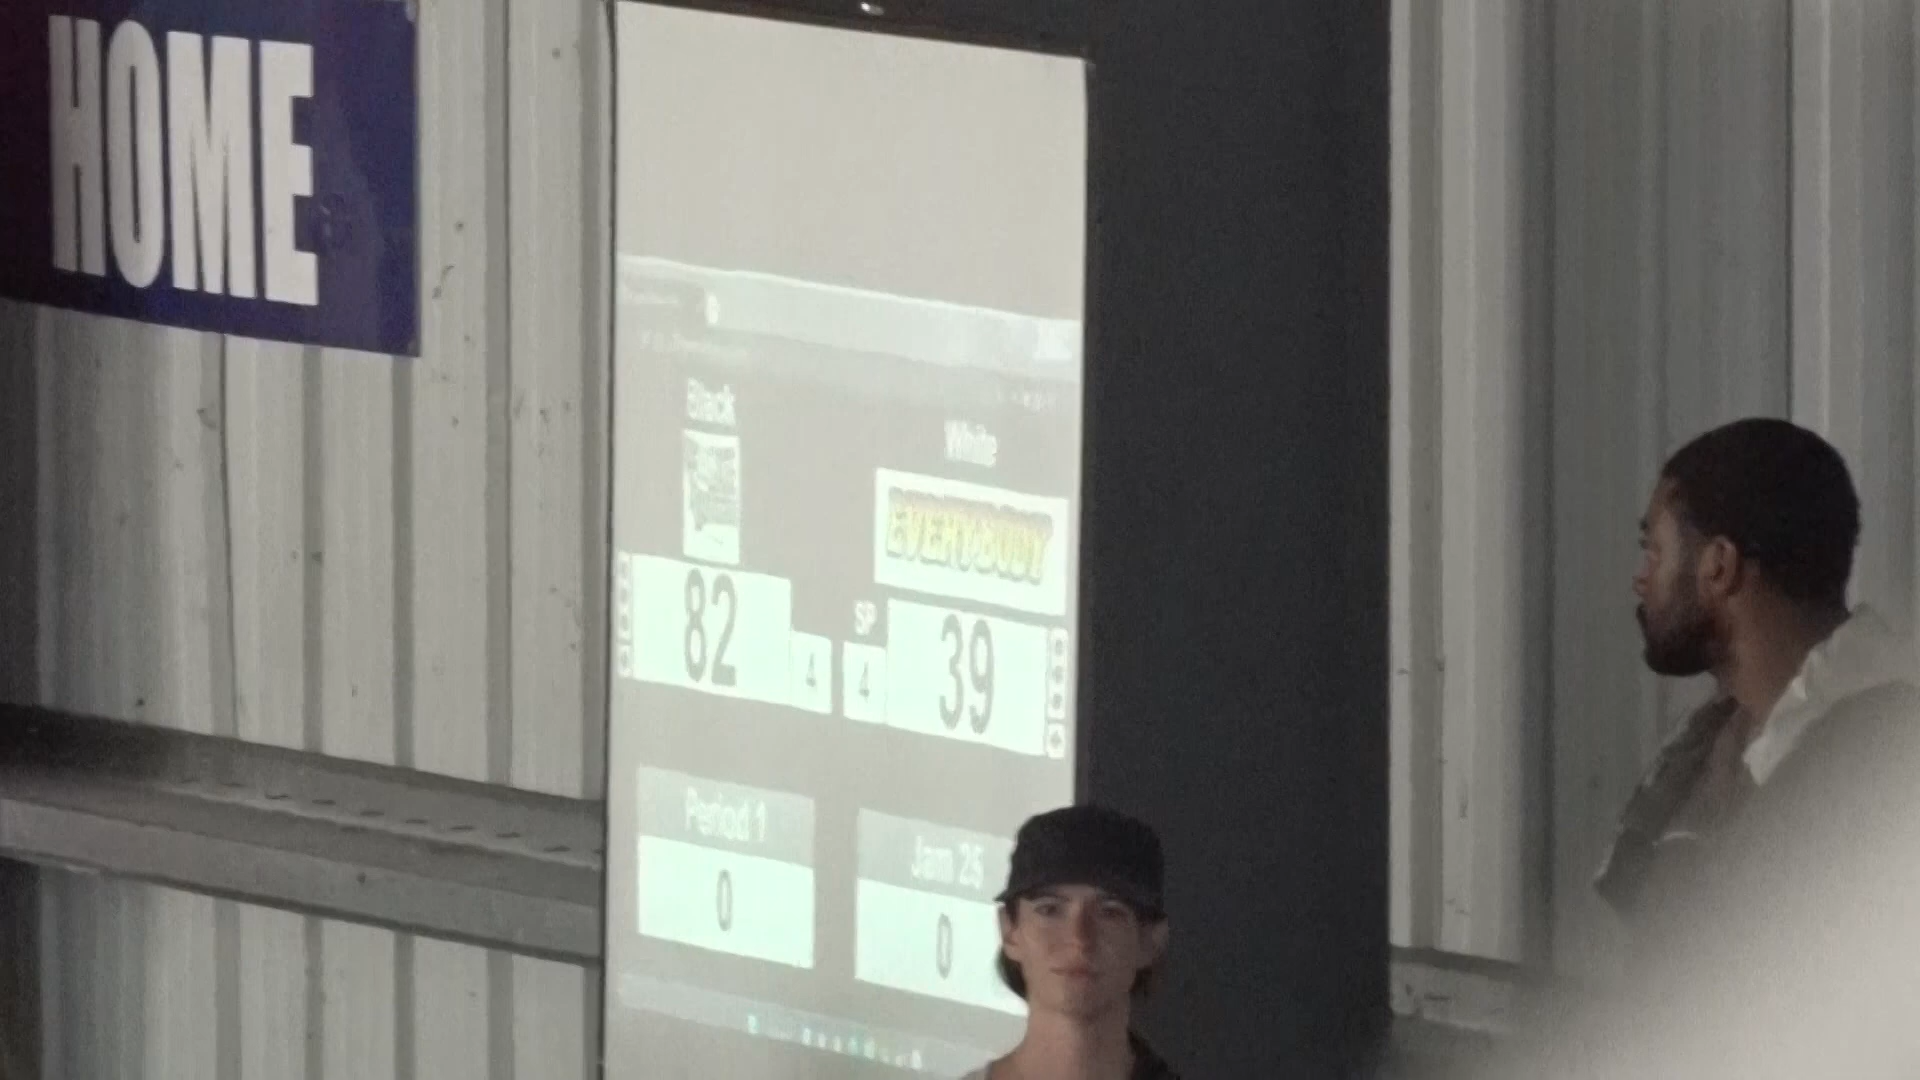 HOME
Black
White
EVERYBODY
82
4
SP
4
39
Period 1
Jam 25
0
0